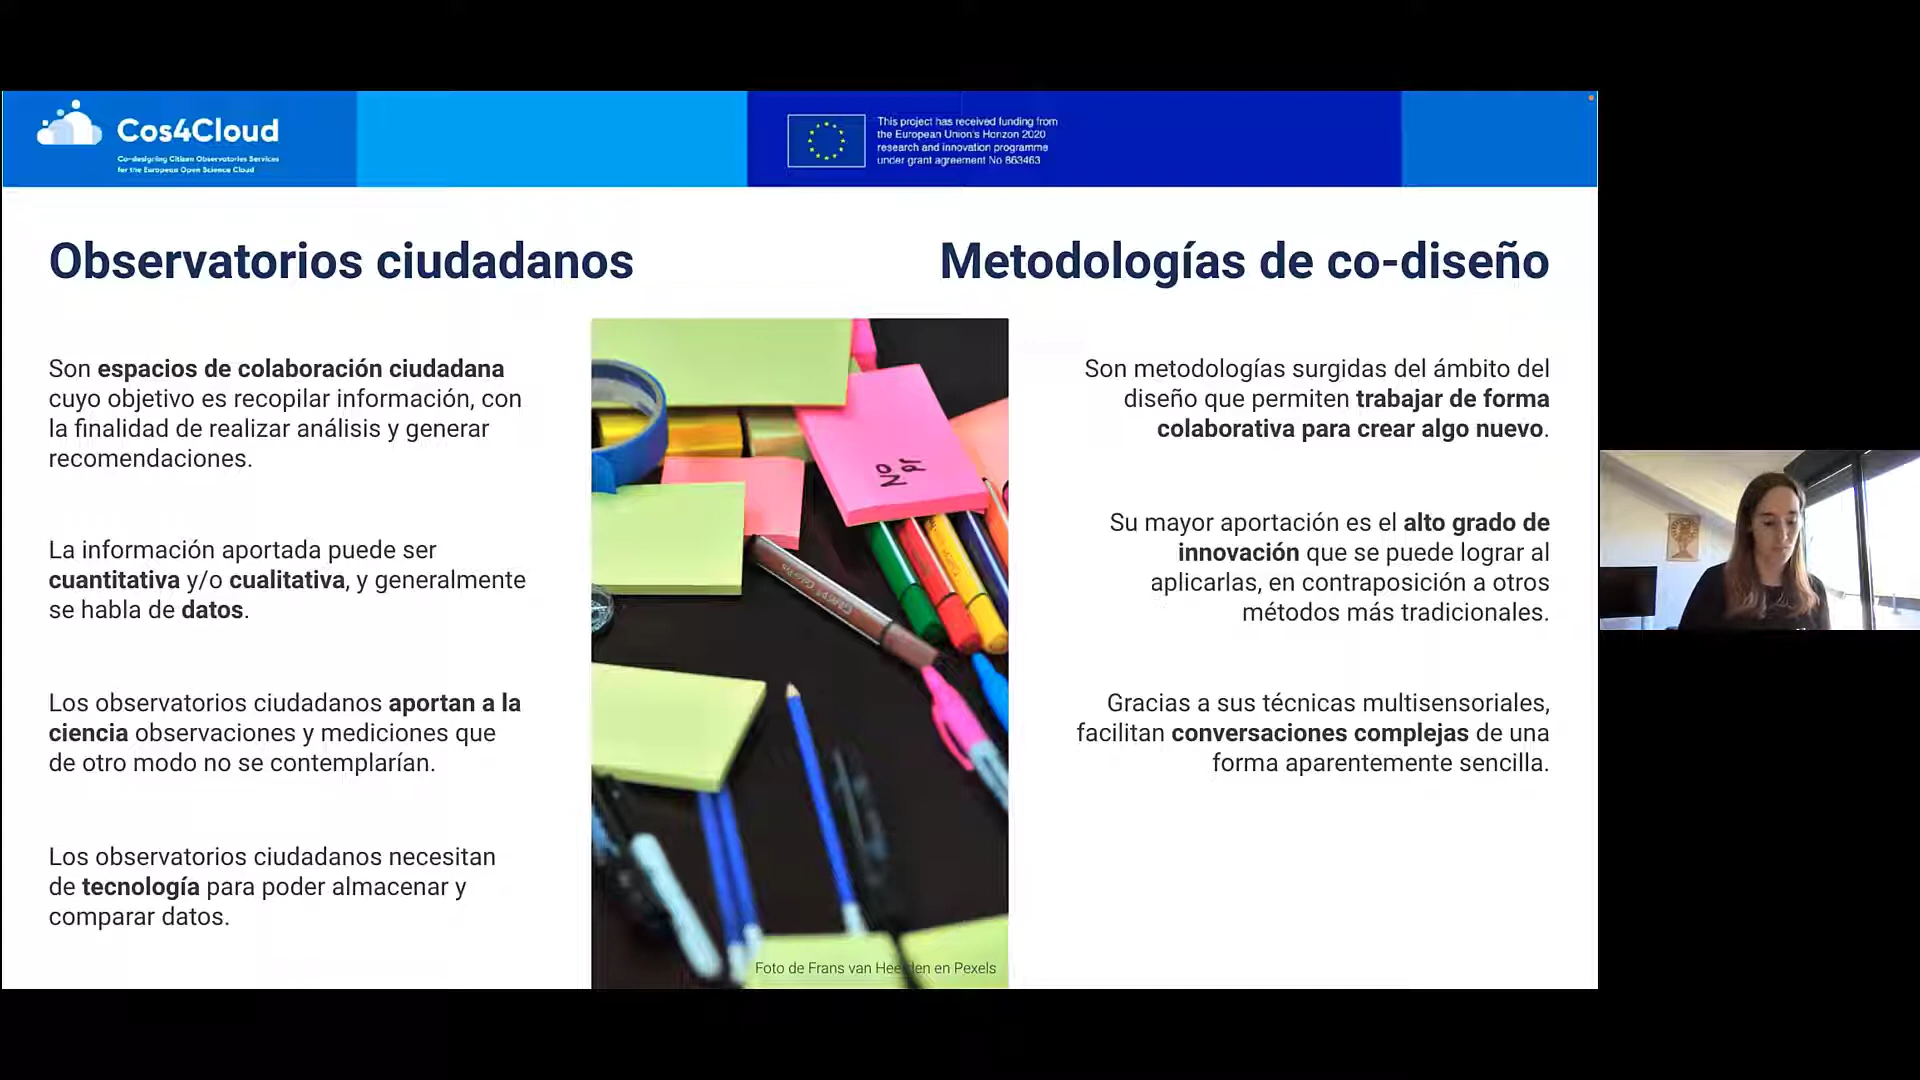 Cos4Cloud
Co-designing Citizen Observatories Services
for the European Open Science Cloud
This project has received funding from
the European Union's Horizon 2020
research and innovation programme
under grant agreement No 863463
Observatorios ciudadanos
Son espacios de colaboración ciudadana
cuyo objetivo es recopilar información, con
la finalidad de realizar análisis y generar
recomendaciones.
La información aportada puede ser
cuantitativa y/o cualitativa, y generalmente
se habla de datos.
Los observatorios ciudadanos aportan a la
ciencia observaciones y mediciones que
de otro modo no se contemplarían.
Los observatorios ciudadanos necesitan
de tecnología para poder almacenar y
comparar datos.
No
pr
Foto de Frans van Heerden en Pexels
Metodologías de co-diseño
Son metodologías surgidas del ámbito del
diseño que permiten trabajar de forma
colaborativa para crear algo nuevo.
Su mayor aportación es el alto grado de
innovación que se puede lograr al
aplicarlas, en contraposición a otros
métodos más tradicionales.
Gracias a sus técnicas multisensoriales,
facilitan conversaciones complejas de una
forma aparentemente sencilla.